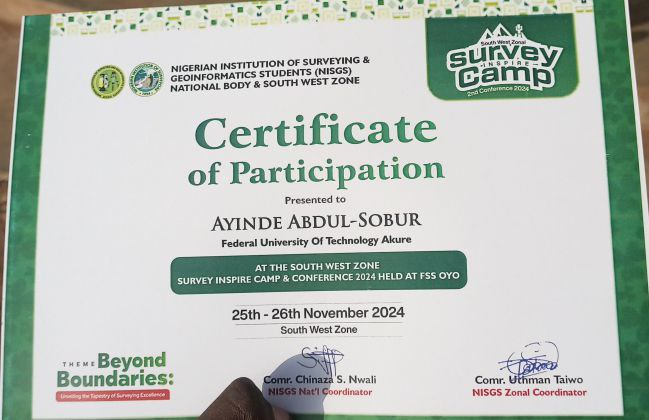 NIGERIAN INSTITUTION OF SURVEYING &
GEOINFORMATICS STUDENTS (NISGS)
NATIONAL BODY & SOUTH WEST ZONE
South West Zonal
survey
INSPIRE
Camp
2nd Conference 2024
Certificate
of Participation
Presented to
AYINDE ABDUL-SOBUR
Federal University Of Technology Akure
AT THE SOUTH WEST ZONE
SURVEY INSPIRE CAMP & CONFERENCE 2024 HELD AT FSS OYO
25th - 26th November 2024
South West Zone
THEME Beyond
Boundaries:
Unveiling the Tapestry of Surveying Excellence
Comr. Chinaza S. Nwali
NISGS Nat'l Coordinator
Comr. Uthman Taiwo
NISGS Zonal Coordinator